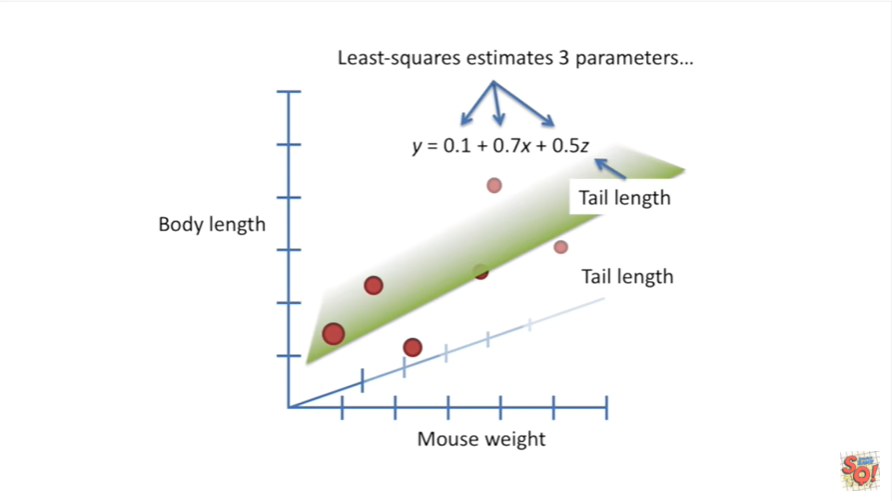 Least-squares estimates 3 parameters...
y = 0.1 + 0.7x + 0.5z
Tail length
Body length
Tail length
Mouse weight